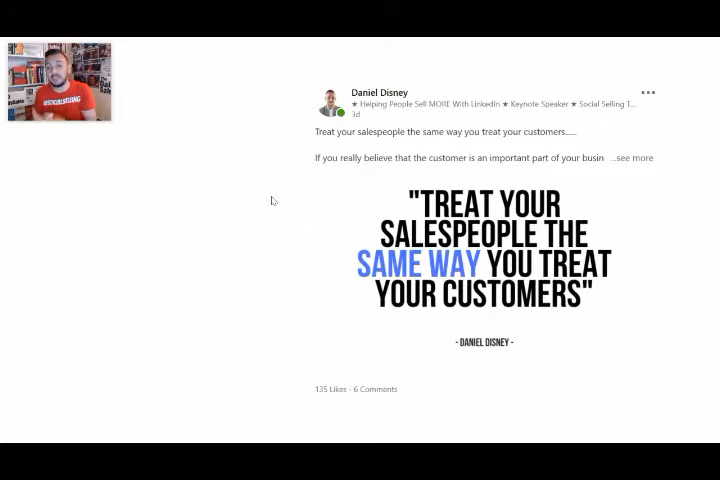 #SOCIALSELLING
Daniel Disney
★ Helping People Sell MORE With LinkedIn ★ Keynote Speaker ★ Social Selling T...
3d
Treat your salespeople the same way you treat your customers......
If you really believe that the customer is an important part of your busin ...see more
"TREAT YOUR
SALESPEOPLE THE
SAME WAY YOU TREAT
YOUR CUSTOMERS"
- DANIEL DISNEY -
135 Likes · 6 Comments